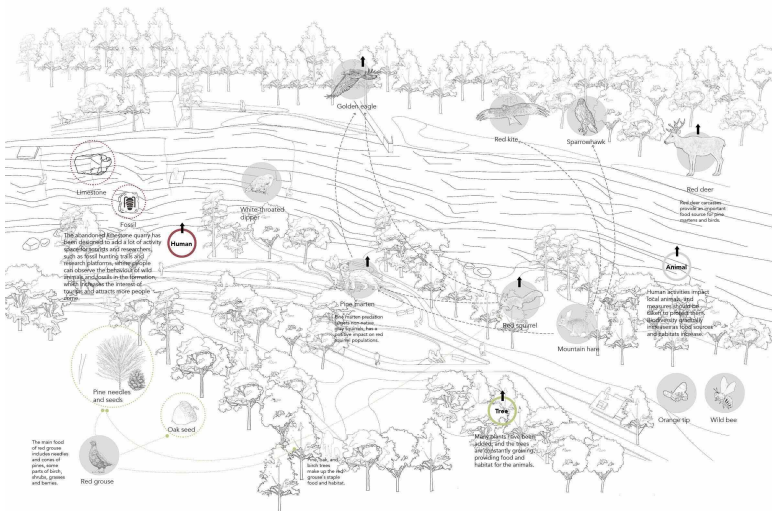 Golden eagle
Red kite
Sparrowhawk
Red deer
Red deer carcasses
provide an important
food source for pine
martens and birds.
Limestone
Fossil
White-throated
dipper
The abandoned limestone quarry has
been designed to add a lot of activity
space for tourists and researchers,
such as fossil hunting trails and
research platforms, where people
can observe the behaviour of wild
animals and fossils in the formation,
which increases the interest of
tourists and attracts more people
Human
Animal
Human activities impact
local animals, and
measures should be
taken to protect them.
Biodiversity gradually
increases as food sources
and habitats increase.
Pine marten
Pine marten predation
targets non-native
grey squirrels, has a
positive impact on red
squirrel populations.
Red squirrel
Mountain hare
Pine needles
and seeds
Oak seed
Tree
Many plants have been
added, and the trees
are constantly growing,
providing food and
habitat for the animals.
Orange tip
Wild bee
The main food
of red grouse
includes needles
and cones of
pines, some
parts of birch,
shrubs, grasses
and berries.
Red grouse
Pine, oak, and
birch trees
make up the red
grouse's staple
food and habitat.